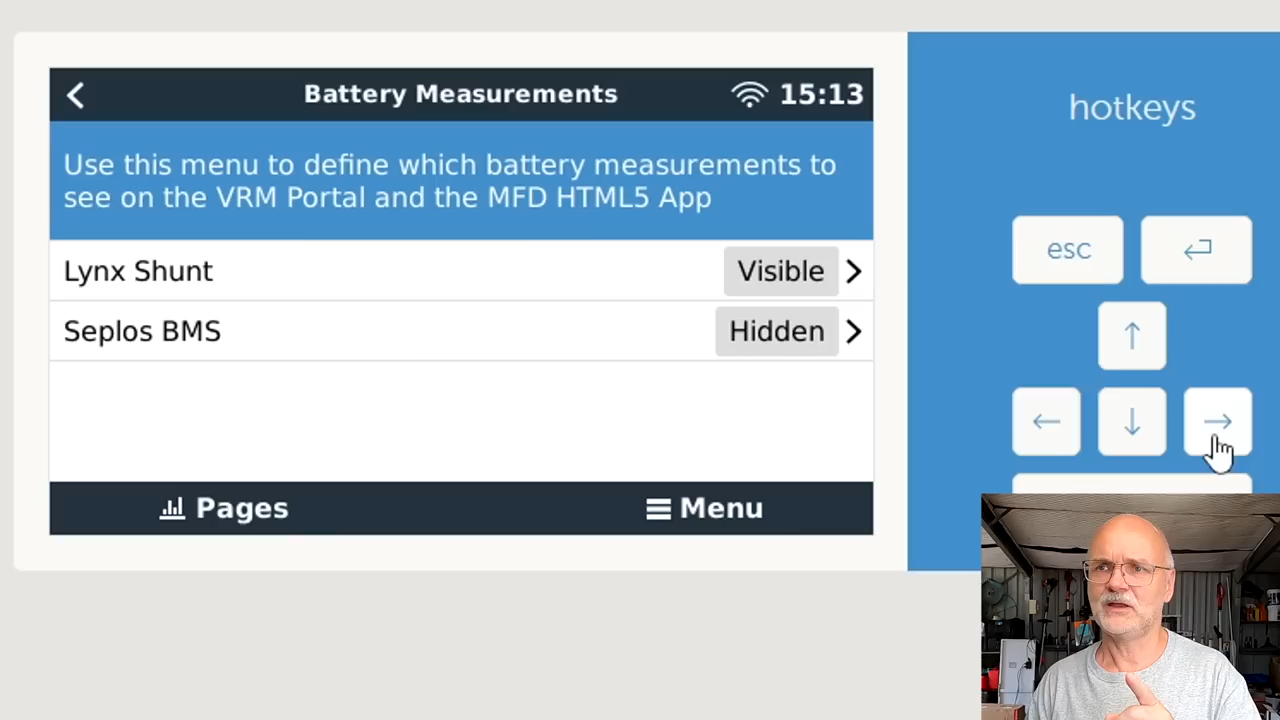 Battery Measurements
15:13
Use this menu to define which battery measurements to
see on the VRM Portal and the MFD HTML5 App
Lynx Shunt Visible
Seplos BMS Hidden
Pages Menu
hotkeys
esc